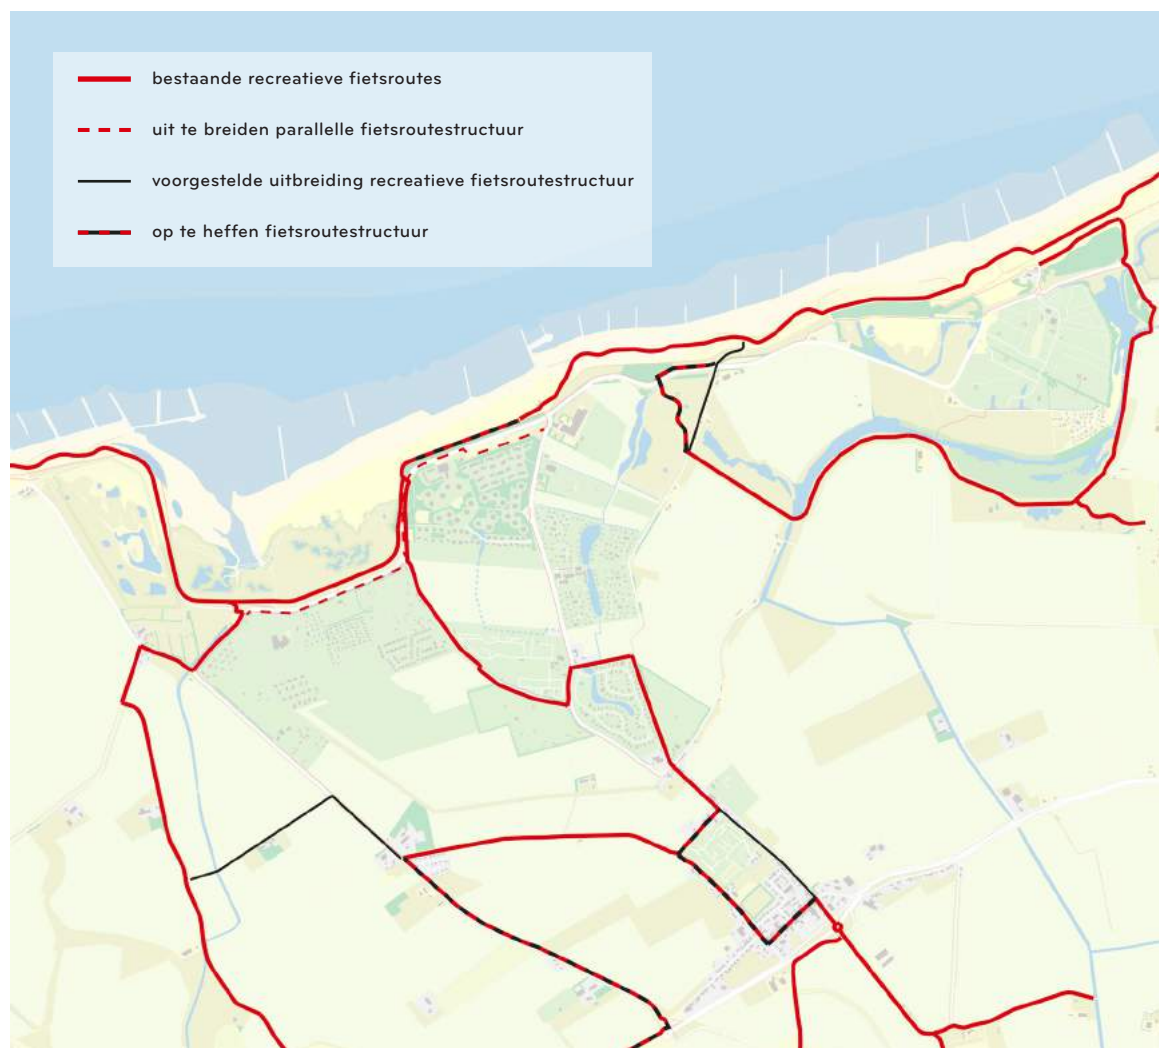 bestaande recreatieve fietsroutes
uit te breiden parallelle fietsroutestructuur
voorgestelde uitbreiding recreatieve fietsroutestructuur
op te heffen fietsroutestructuur